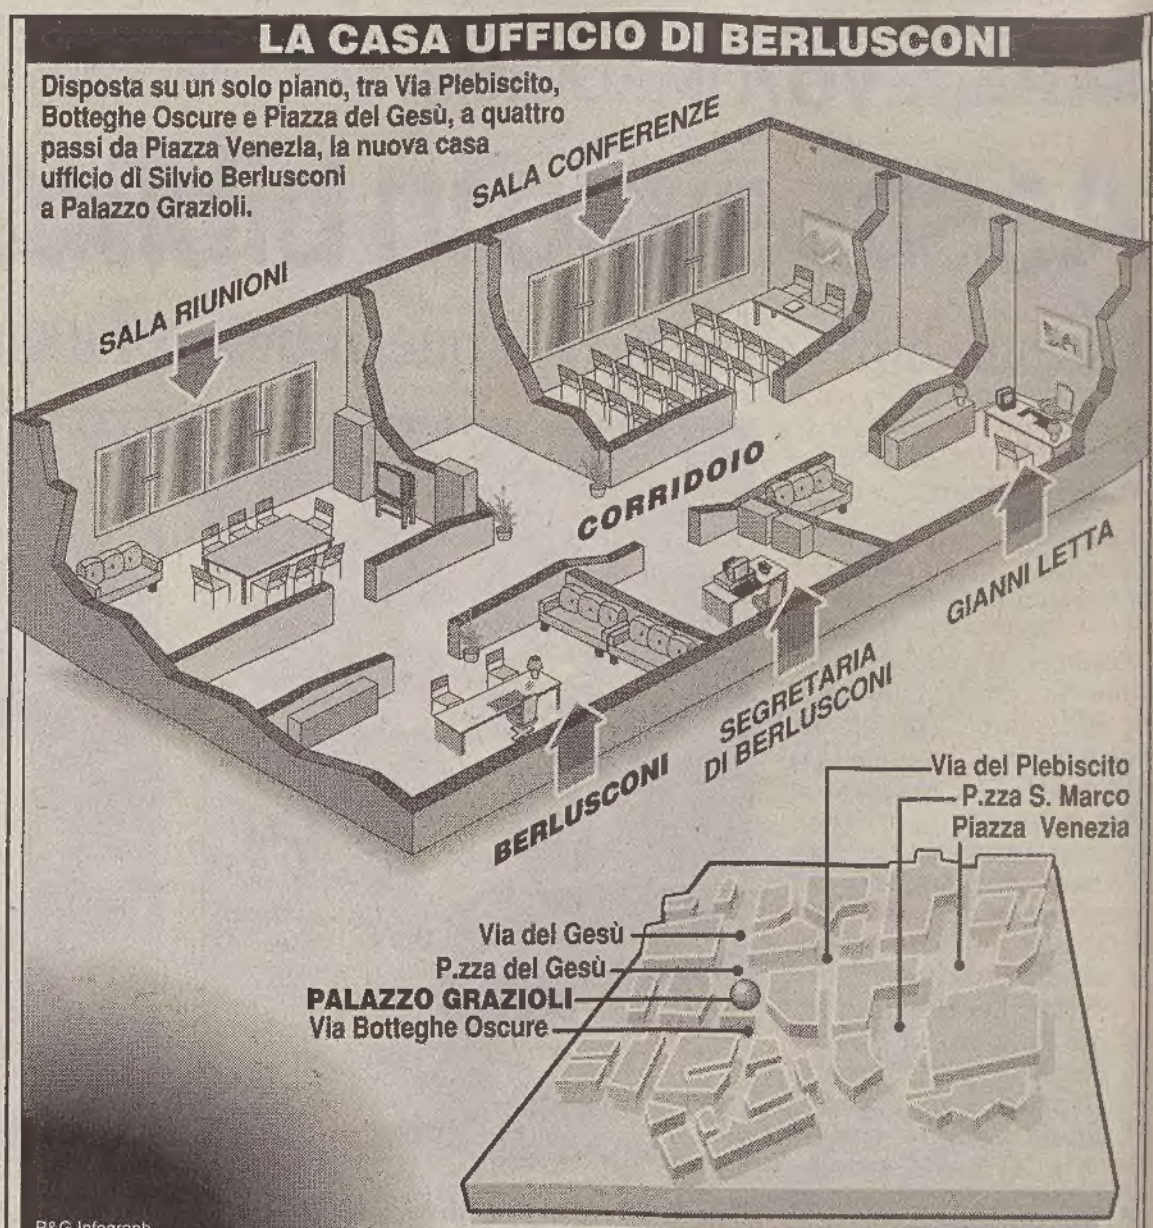 LA CASA UFFICIO DI BERLUSCONI
Disposta su un solo piano, tra Via Plebiscito,
Botteghe Oscure e Piazza del Gesù, a quattro
passi da Piazza Venezia, la nuova casa
ufficio di Silvio Berlusconi
a Palazzo Grazioli.
SALA CONFERENZE
SALA RIUNIONI
CORRIDOIO
GIANNI LETTA
SEGRETARIA
DI BERLUSCONI
BERLUSCONI
Via del Plebiscito
P.zza S. Marco
Piazza Venezia
Via del Gesù
P.zza del Gesù
PALAZZO GRAZIOLI
Via Botteghe Oscure
P&G Infograph